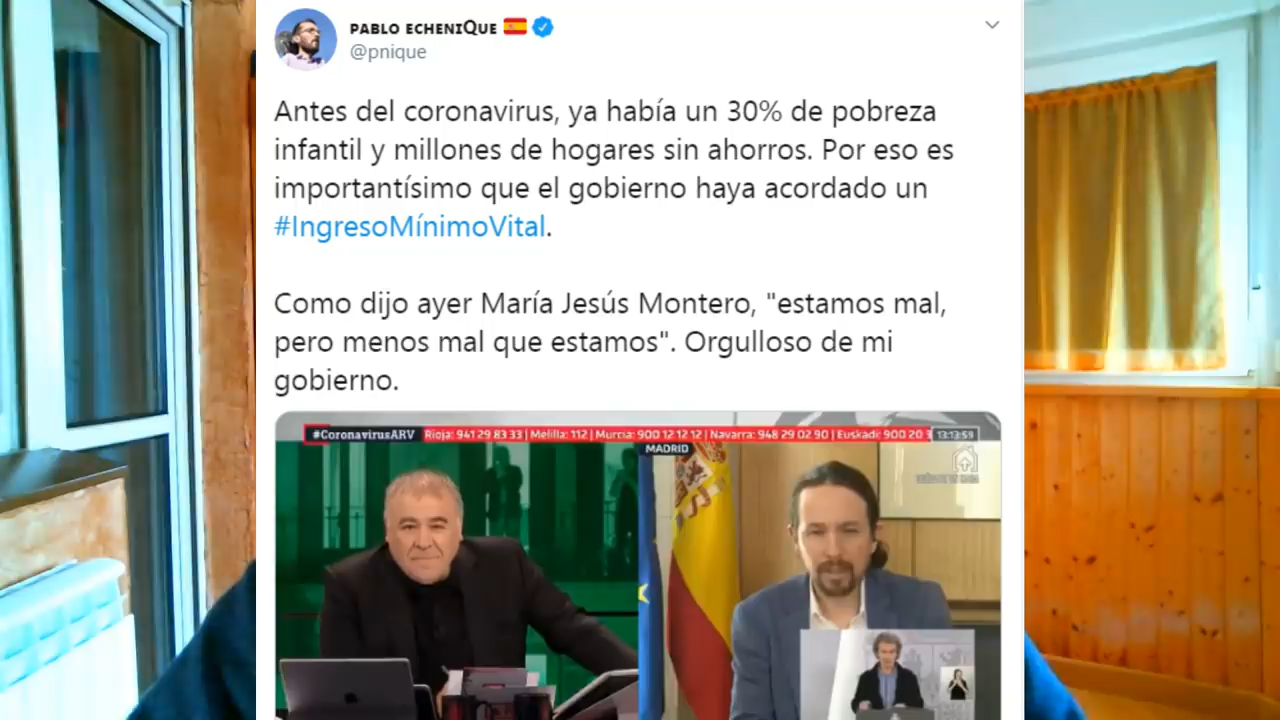 PABLO ECHENIQUE
@pnique
Antes del coronavirus, ya había un 30% de pobreza
infantil y millones de hogares sin ahorros. Por eso es
importantísimo que el gobierno haya acordado un
#IngresoMínimoVital.
Como dijo ayer María Jesús Montero, "estamos mal,
pero menos mal que estamos". Orgulloso de mi
gobierno.
#CoronavirusARV Rioja: 941 29 83 33 | Melilla: 112 | Murcia: 900 12 12 12 | Navarra: 948 29 02 90 | Euskadi: 900 20 3 13:13:59
MADRID